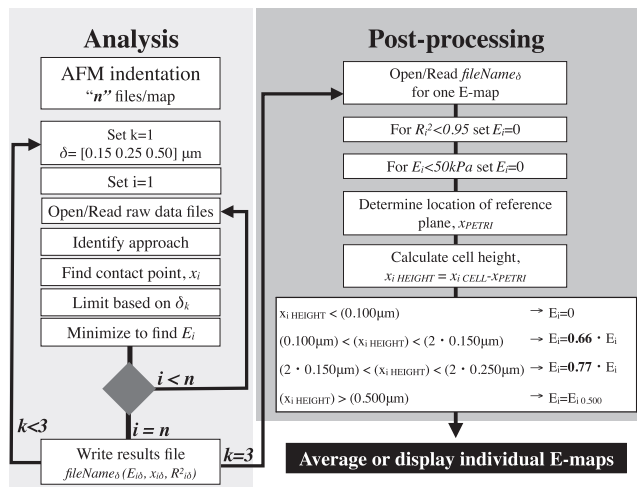 Analysis
AFM indentation
“n” files/map
Set k=1
δ= [0.15 0.25 0.50] μm
Set i=1
Open/Read raw data files
Identify approach
Find contact point, xᵢ
Limit based on δₖ
Minimize to find Eᵢ
i < n
k<3
i = n
Write results file
fileNameδ (Eᵢδ, xᵢδ, R²ᵢδ)
k=3
Post-processing
Open/Read fileNameδ
for one E-map
For Rᵢ²<0.95 set Eᵢ=0
For Eᵢ<50kPa set Eᵢ=0
Determine location of reference
plane, xPETRI
Calculate cell height,
xᵢ HEIGHT = xᵢ CELL-xPETRI
xᵢ HEIGHT < (0.100μm) → Eᵢ=0
(0.100μm) < (xᵢ HEIGHT) < (2・0.150μm) → Eᵢ=0.66・Eᵢ
(2・0.150μm) < (xᵢ HEIGHT) < (2・0.250μm) → Eᵢ=0.77・Eᵢ
(xᵢ HEIGHT) > (0.500μm) → Eᵢ=Eᵢ 0.500
Average or display individual E-maps